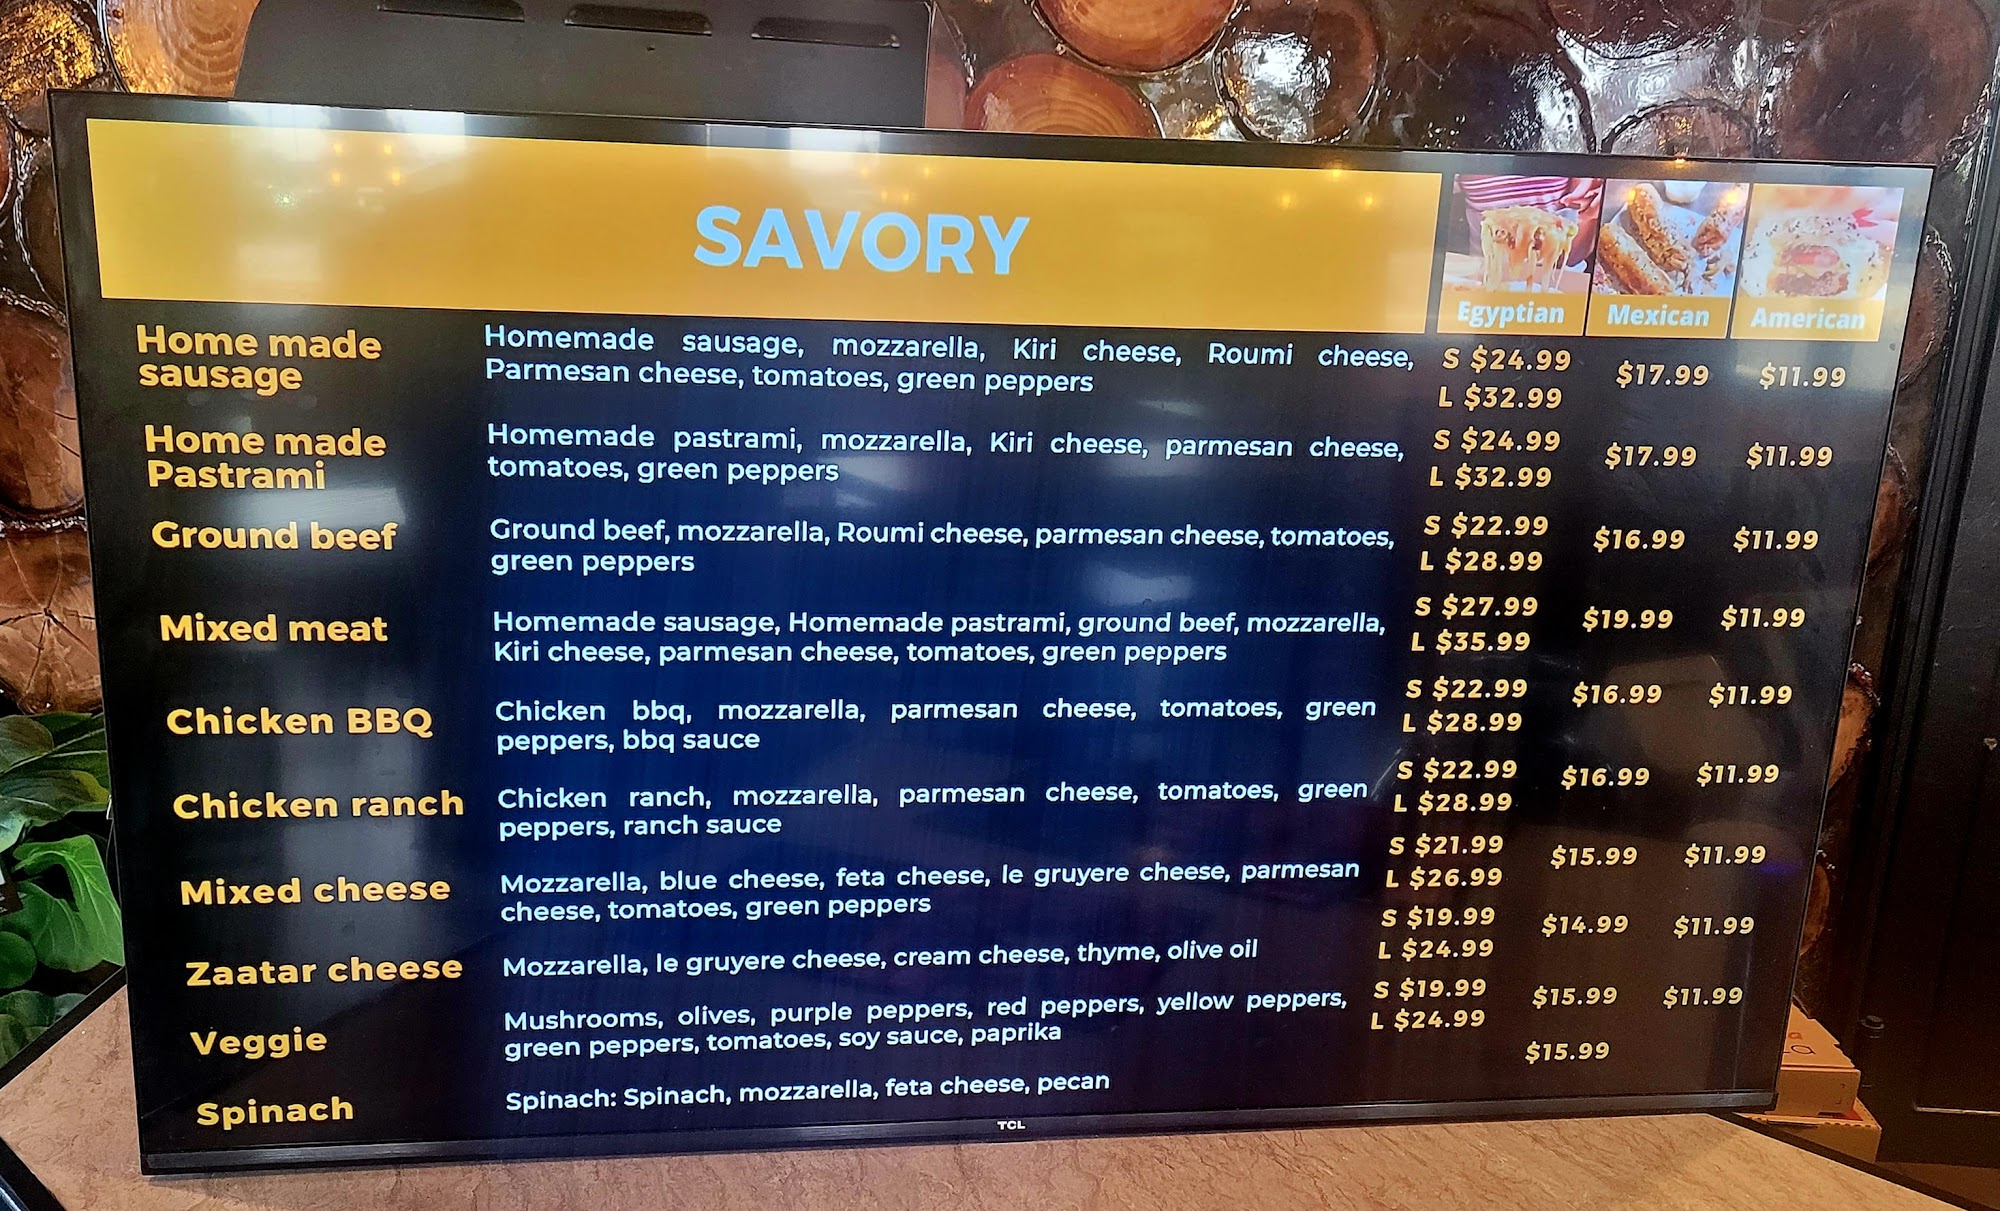 SAVORY
Egyptian Mexican American
Home made
sausage
Homemade sausage, mozzarella, Kiri cheese, Roumi cheese,
Parmesan cheese, tomatoes, green peppers
S $24.99
L $32.99
$17.99 $11.99
Home made
Pastrami
Homemade pastrami, mozzarella, Kiri cheese, parmesan cheese,
tomatoes, green peppers
S $24.99
L $32.99
$17.99 $11.99
Ground beef
Ground beef, mozzarella, Roumi cheese, parmesan cheese, tomatoes,
green peppers
S $22.99
L $28.99
$16.99 $11.99
Mixed meat
Homemade sausage, Homemade pastrami, ground beef, mozzarella,
Kiri cheese, parmesan cheese, tomatoes, green peppers
S $27.99
L $35.99
$19.99 $11.99
Chicken BBQ
Chicken bbq, mozzarella, parmesan cheese, tomatoes, green
peppers, bbq sauce
S $22.99
L $28.99
$16.99 $11.99
Chicken ranch
Chicken ranch, mozzarella, parmesan cheese, tomatoes, green
peppers, ranch sauce
S $22.99
L $28.99
$16.99 $11.99
Mixed cheese
Mozzarella, blue cheese, feta cheese, le gruyere cheese, parmesan
cheese, tomatoes, green peppers
S $21.99
L $26.99
$15.99 $11.99
Zaatar cheese
Mozzarella, le gruyere cheese, cream cheese, thyme, olive oil
S $19.99
L $24.99
$14.99 $11.99
Veggie
Mushrooms, olives, purple peppers, red peppers, yellow peppers,
green peppers, tomatoes, soy sauce, paprika
S $19.99
L $24.99
$15.99 $11.99
Spinach
Spinach: Spinach, mozzarella, feta cheese, pecan
$15.99
TCL